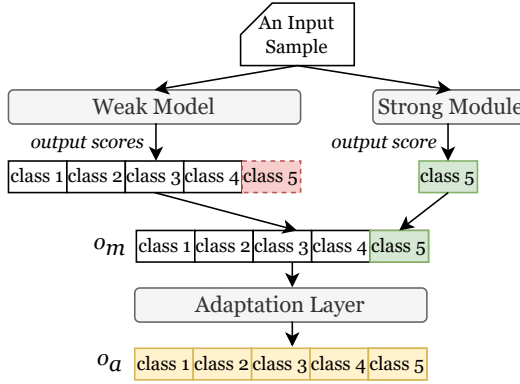 An Input
Sample
Weak Model Strong Module
output scores output score
class 1 class 2 class 3 class 4 class 5 class 5
om class 1 class 2 class 3 class 4 class 5
Adaptation Layer
oa class 1 class 2 class 3 class 4 class 5